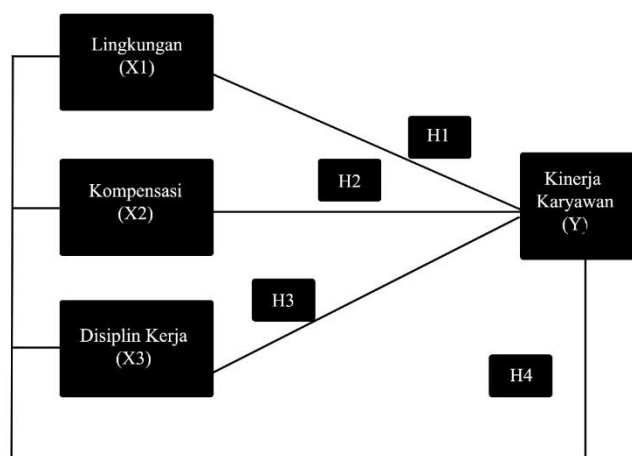 Lingkungan
(X1)
H1
Kompensasi
(X2)
H2
Kinerja
Karyawan
(Y)
Disiplin Kerja
(X3)
H3
H4